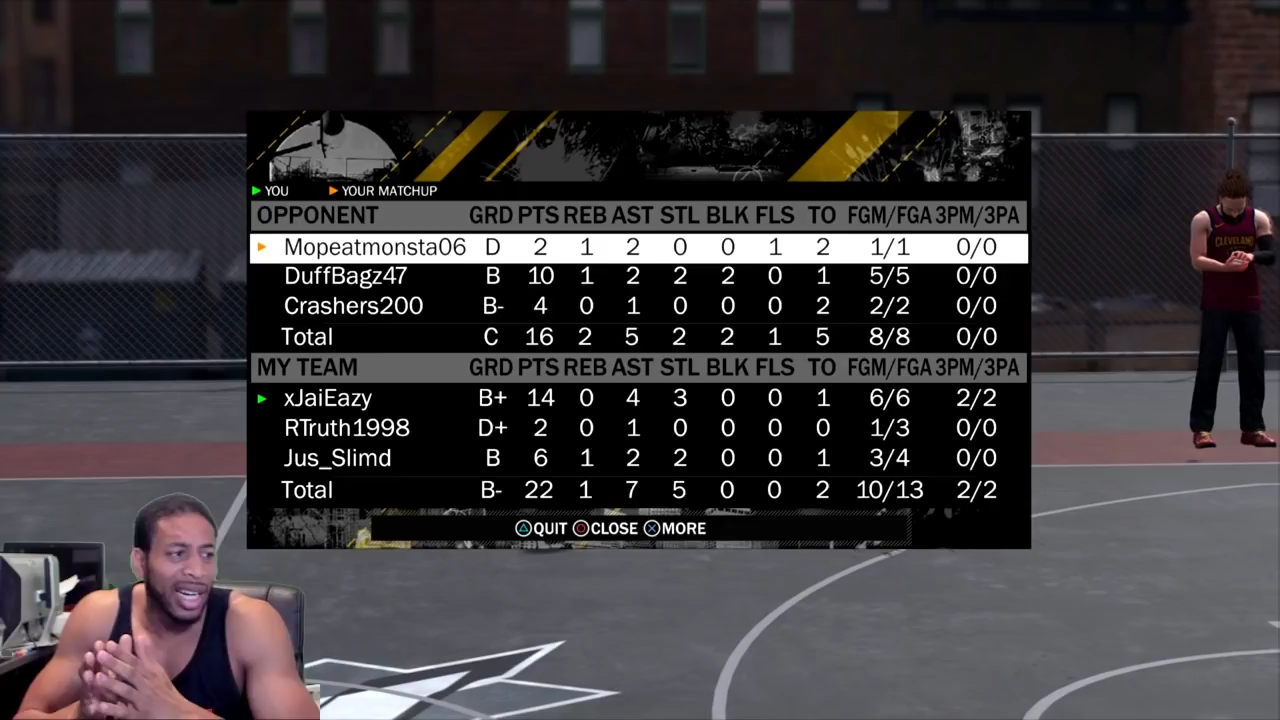 YOU YOUR MATCHUP
OPPONENT GRD PTS REB AST STL BLK FLS TO FGM/FGA 3PM/3PA
Mopeatmonsta06 D 2 1 2 0 0 1 2 1/1 0/0
DuffBagz47 B 10 1 2 2 2 0 1 5/5 0/0
Crashers200 B- 4 0 1 0 0 0 2 2/2 0/0
Total C 16 2 5 2 2 1 5 8/8 0/0
MY TEAM GRD PTS REB AST STL BLK FLS TO FGM/FGA 3PM/3PA
xJaiEazy B+ 14 0 4 3 0 0 1 6/6 2/2
RTruth1998 D+ 2 0 1 0 0 0 0 1/3 0/0
Jus_Slimd B 6 1 2 2 0 0 1 3/4 0/0
Total B- 22 1 7 5 0 0 2 10/13 2/2
QUIT CLOSE MORE
CLEVELAND